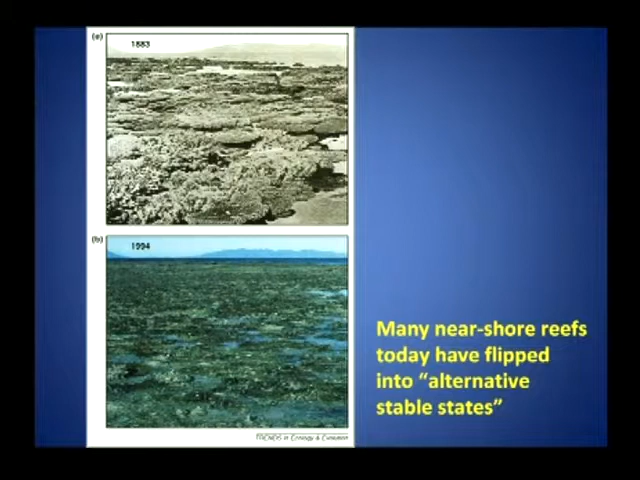 (a)
1883
(b)
1994
TRENDS in Ecology & Evolution
Many near-shore reefs
today have flipped
into “alternative
stable states”